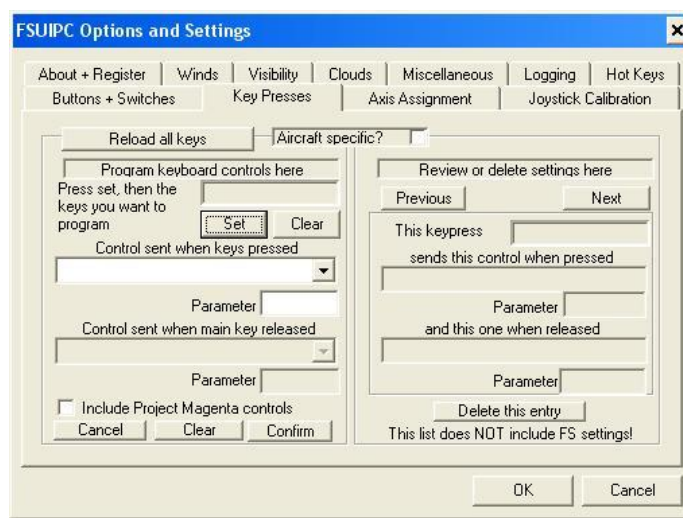 FSUIPC Options and Settings
About + Register Winds Visibility Clouds Miscellaneous Logging Hot Keys
Buttons + Switches Key Presses Axis Assignment Joystick Calibration
Reload all keys Aircraft specific?
Program keyboard controls here
Press set, then the
keys you want to
program
Set Clear
Control sent when keys pressed
Parameter
Control sent when main key released
Parameter
Include Project Magenta controls
Cancel Clear Confirm
Review or delete settings here
Previous Next
This keypress
sends this control when pressed
Parameter
and this one when released
Parameter
Delete this entry
This list does NOT include FS settings!
OK Cancel